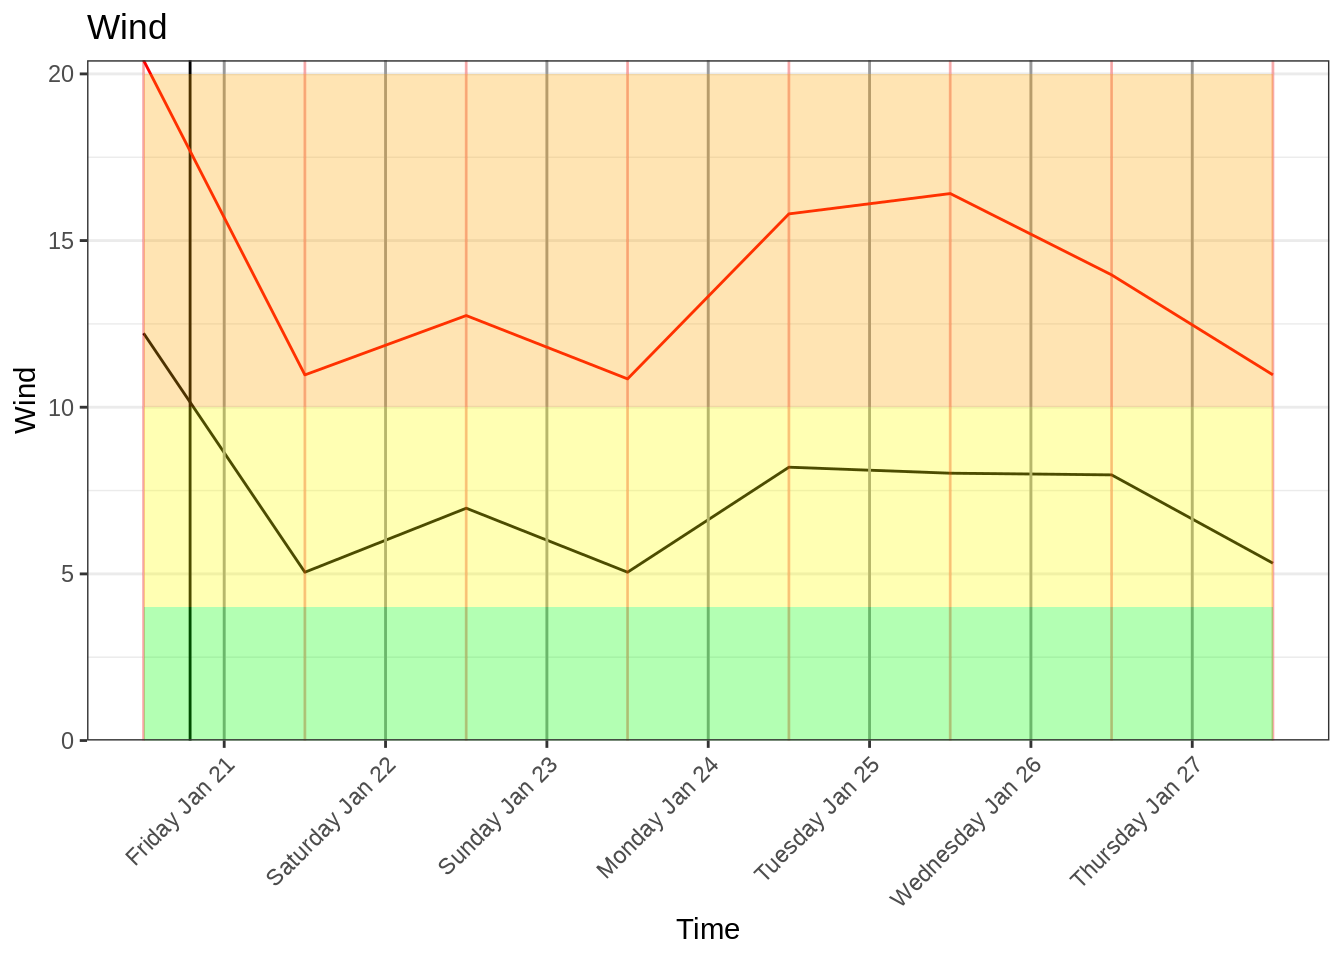 Wind
20
15
10
5
0
Wind
Friday Jan 21
Saturday Jan 22
Sunday Jan 23
Monday Jan 24
Tuesday Jan 25
Wednesday Jan 26
Thursday Jan 27
Time